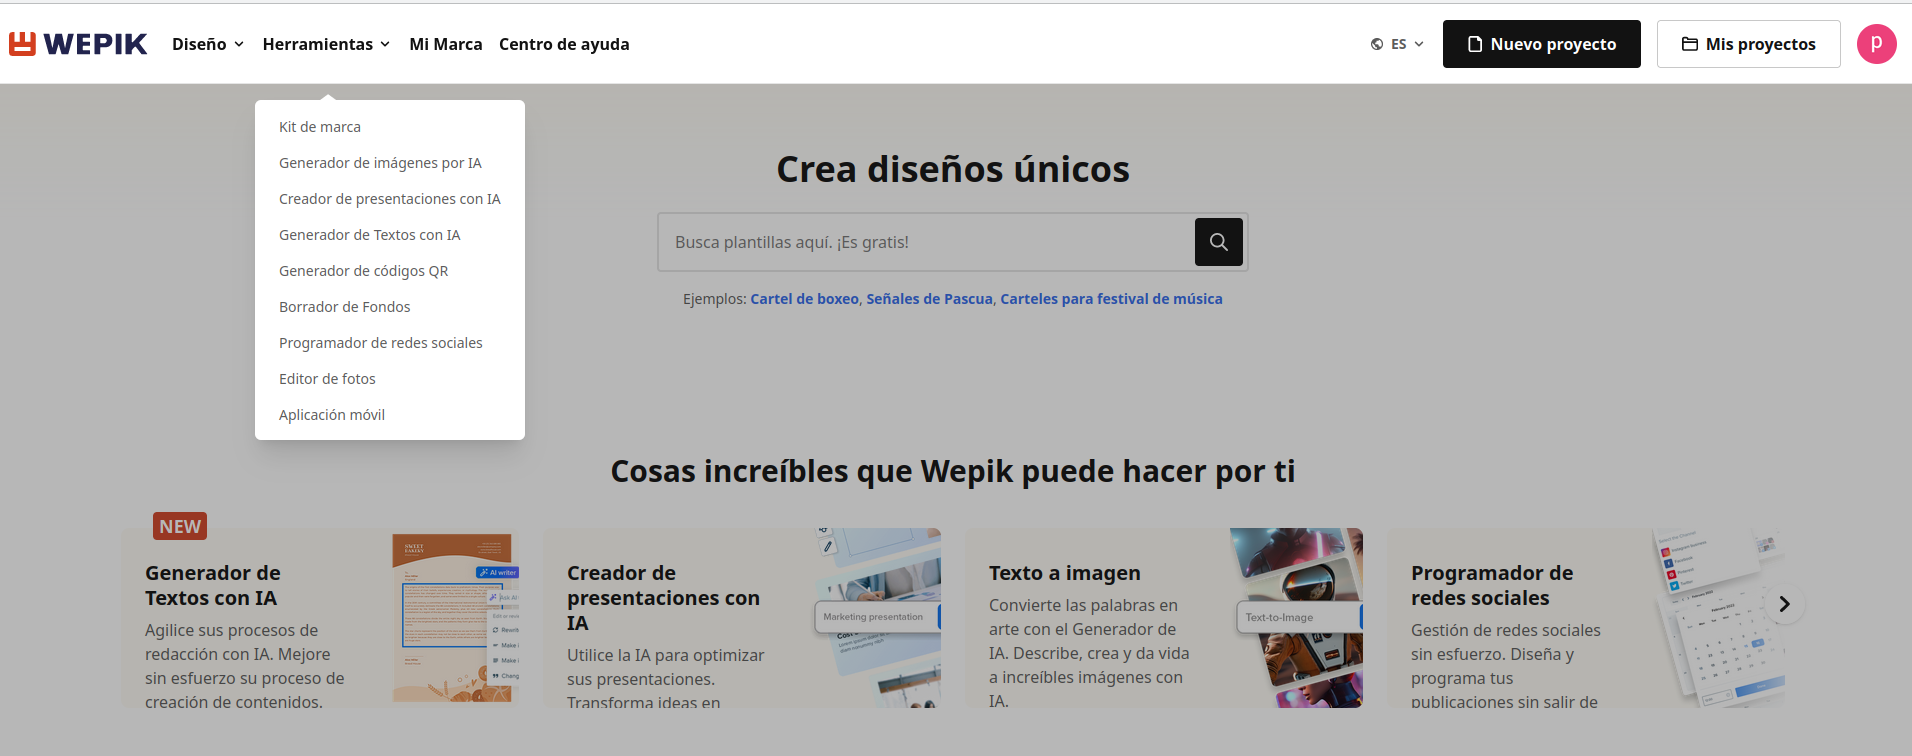 WEPIK Diseño Herramientas Mi Marca Centro de ayuda ES Nuevo proyecto Mis proyectos p
Kit de marca
Generador de imágenes por IA
Creador de presentaciones con IA
Generador de Textos con IA
Generador de códigos QR
Borrador de Fondos
Programador de redes sociales
Editor de fotos
Aplicación móvil
Crea diseños únicos
Busca plantillas aquí. ¡Es gratis!
Ejemplos: Cartel de boxeo, Señales de Pascua, Carteles para festival de música
Cosas increíbles que Wepik puede hacer por ti
NEW
Generador de
Textos con IA
Agilice sus procesos de
redacción con IA. Mejore
sin esfuerzo su proceso de
creación de contenidos.
SWEET
AI writer
Ask AI
Rewrit
Make
Make
Chang
Creador de
presentaciones con
IA
Utilice la IA para optimizar
sus presentaciones.
Transforma ideas en
Marketing presentation
Texto a imagen
Convierte las palabras en
arte con el Generador de
IA. Describe, crea y da vida
a increíbles imágenes con
IA.
Text-to-Image
Programador de
redes sociales
Gestión de redes sociales
sin esfuerzo. Diseña y
programa tus
publicaciones sin salir de